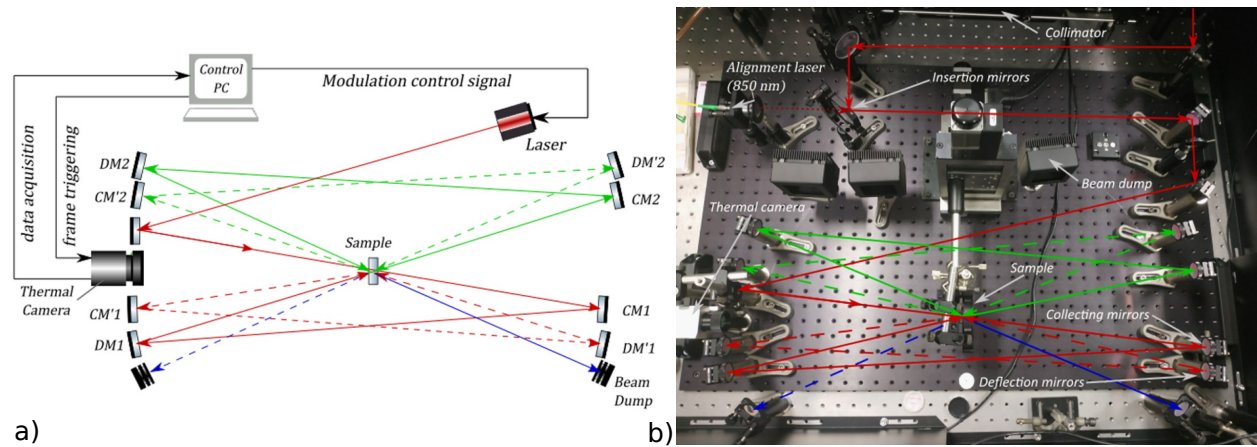 Control
PC
Modulation control signal
Laser
data acquisition
frame triggering
DM2
CM'2
DM'2
CM2
Sample
Thermal
Camera
CM'1
DM1
CM1
DM'1
Beam
Dump
a)
Collimator
Alignment laser
(850 nm)
Insertion mirrors
Beam dump
Thermal camera
Sample
Collecting mirrors
Deflection mirrors
b)